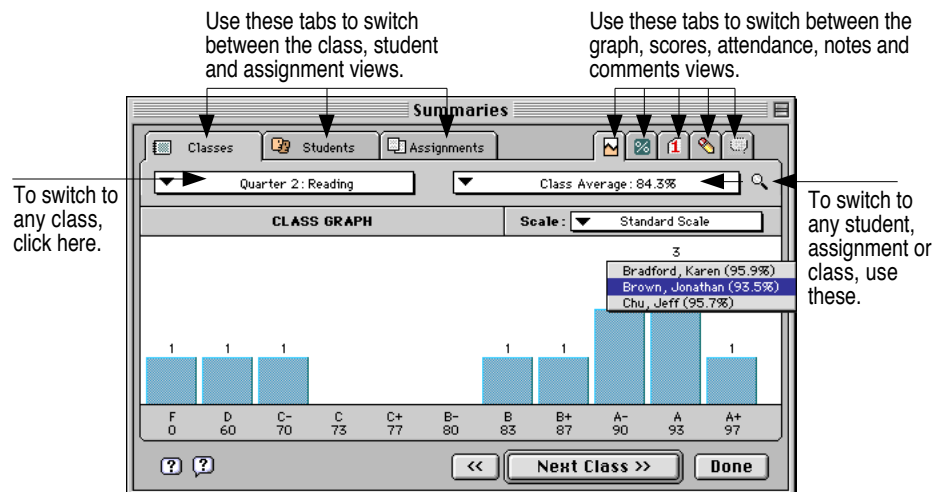 Use these tabs to switch
between the class, student
and assignment views.
Use these tabs to switch between the
graph, scores, attendance, notes and
comments views.
Summaries
Classes
Students
Assignments
%
1
To switch to
any class,
click here.
Quarter 2: Reading
Class Average: 84.3%
To switch to
any student,
assignment or
class, use
these.
CLASS GRAPH
Scale: Standard Scale
3
Bradford, Karen (95.9%)
Brown, Jonathan (93.5%)
Chu, Jeff (95.7%)
1 1 1 1 1 1
F D C- C C+ B- B B+ A- A A+
0 60 70 73 77 80 83 87 90 93 97
? ?
<< Next Class >> Done